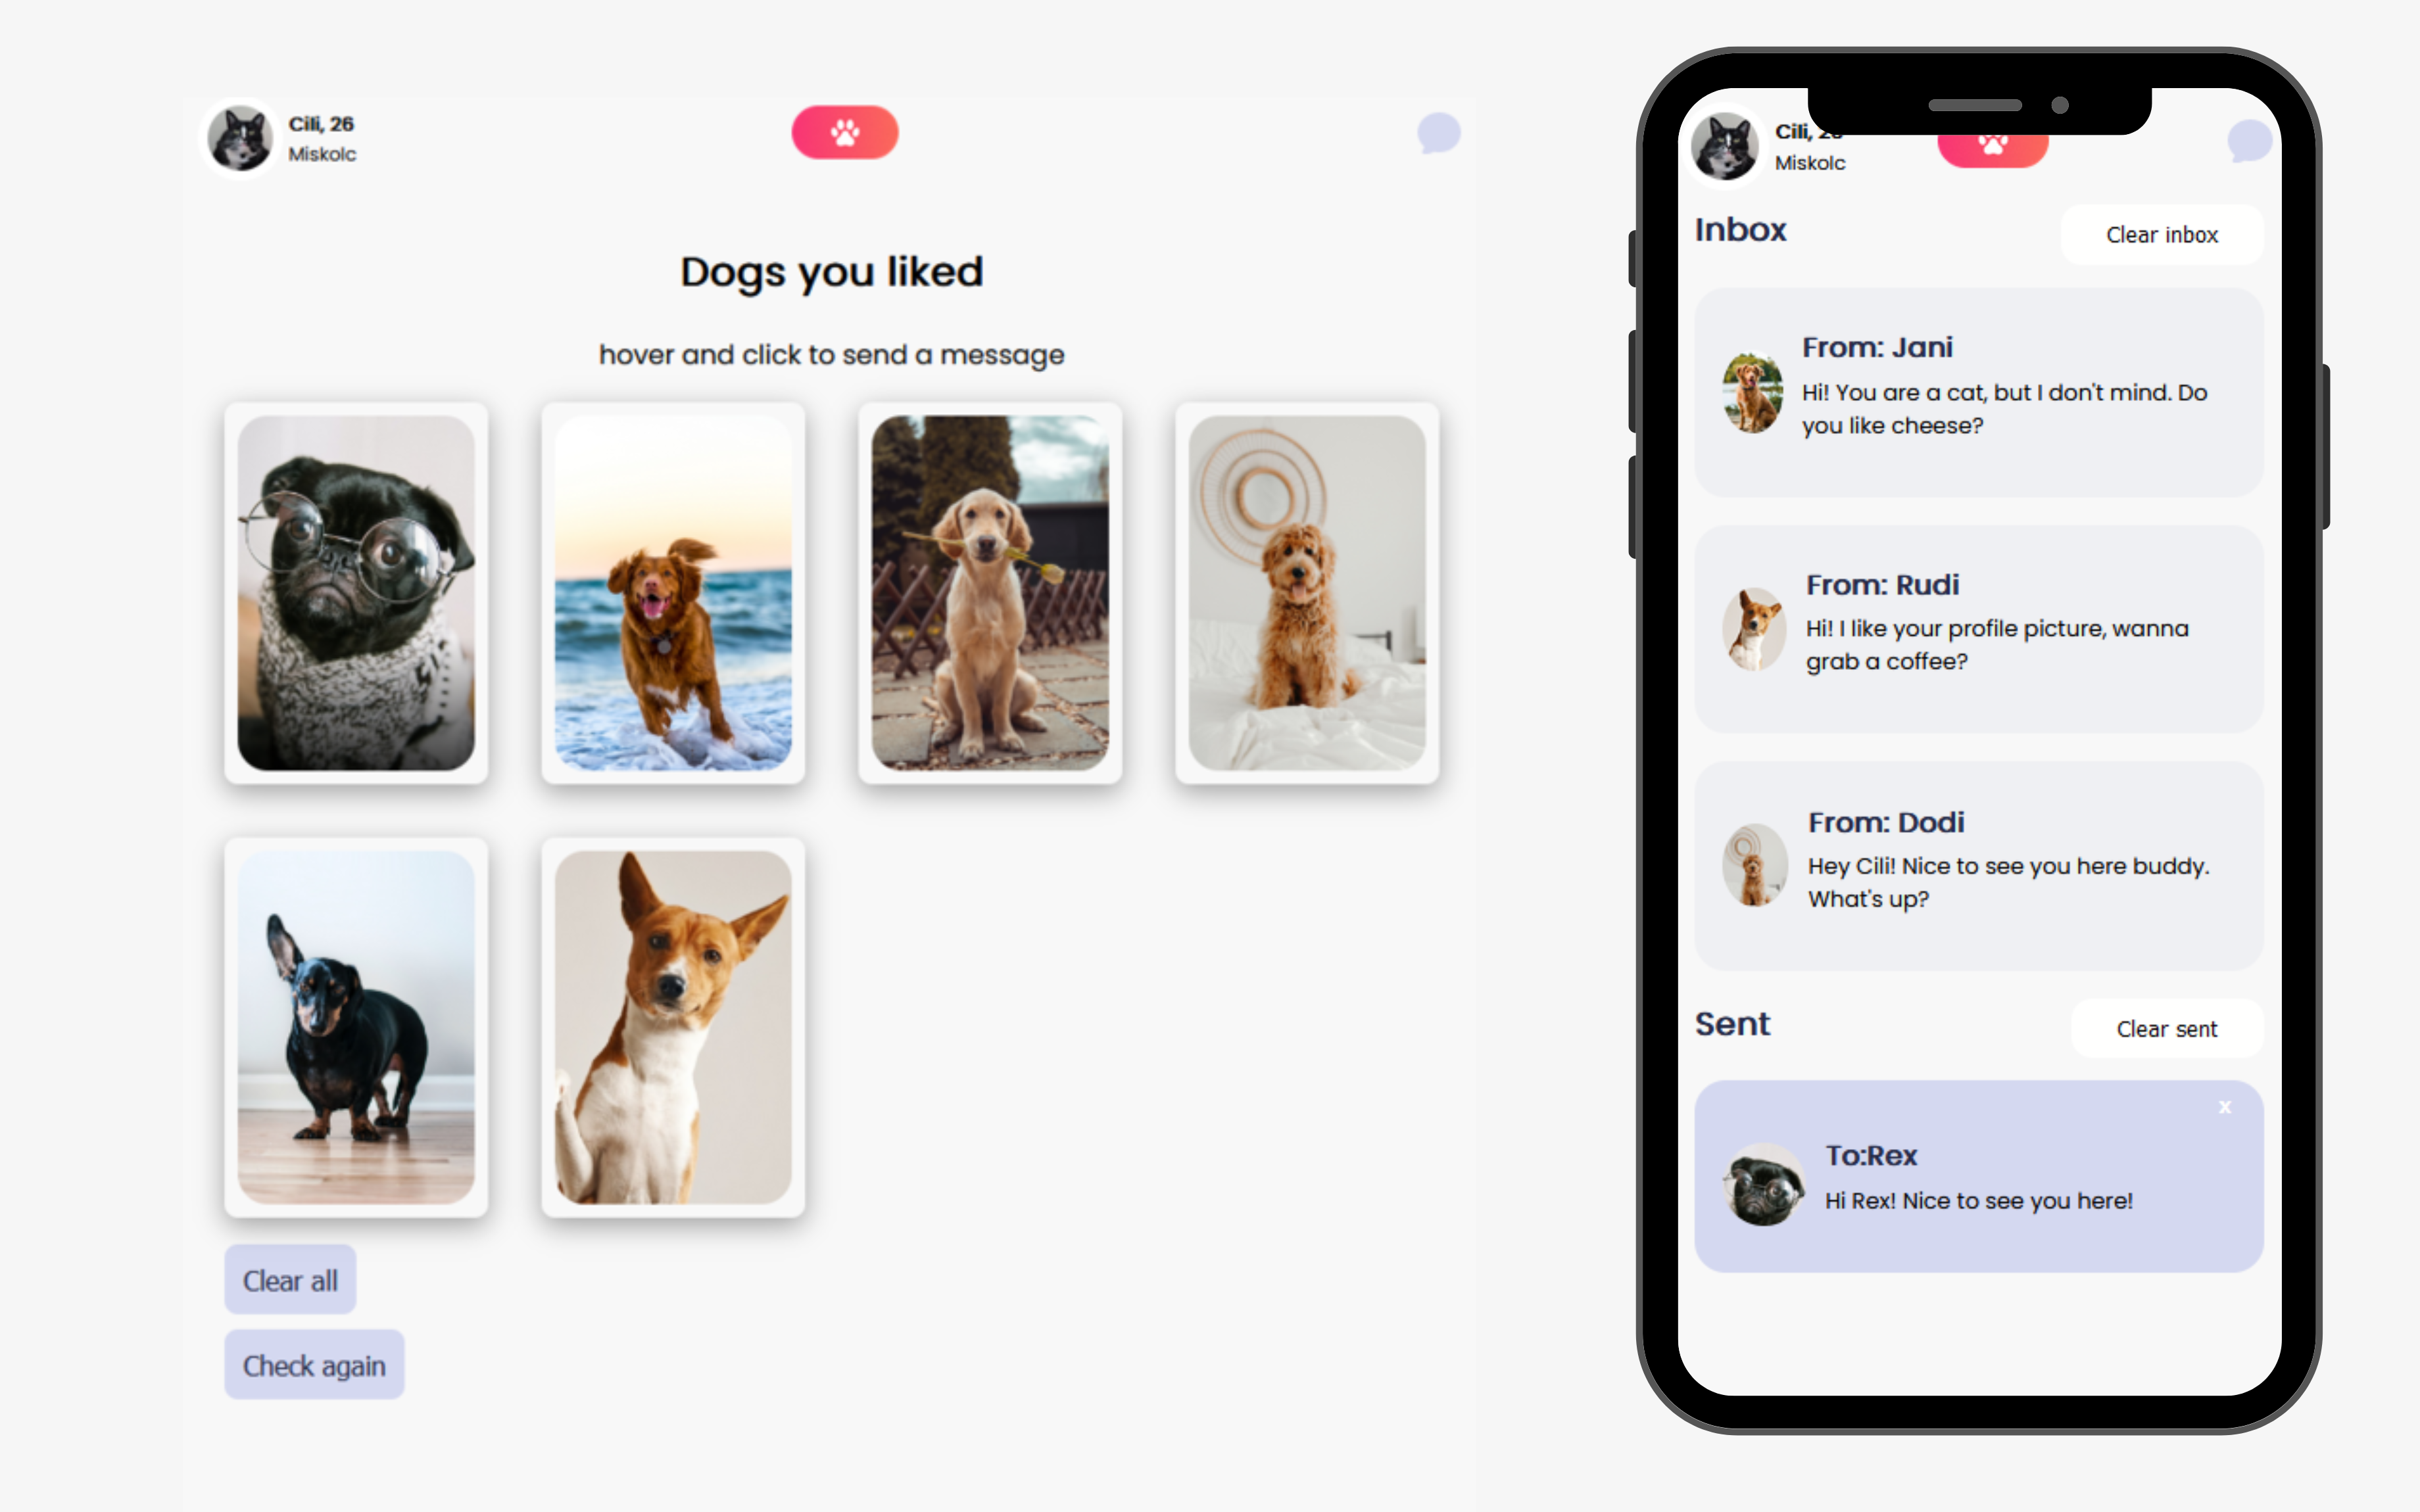 Cili, 26
Miskolc
Dogs you liked
hover and click to send a message
Clear all
Check again
Cili, 26
Miskolc
Inbox
Clear inbox
From: Jani
Hi! You are a cat, but I don't mind. Do
you like cheese?
From: Rudi
Hi! I like your profile picture, wanna
grab a coffee?
From: Dodi
Hey Cili! Nice to see you here buddy.
What's up?
Sent
Clear sent
x
To:Rex
Hi Rex! Nice to see you here!